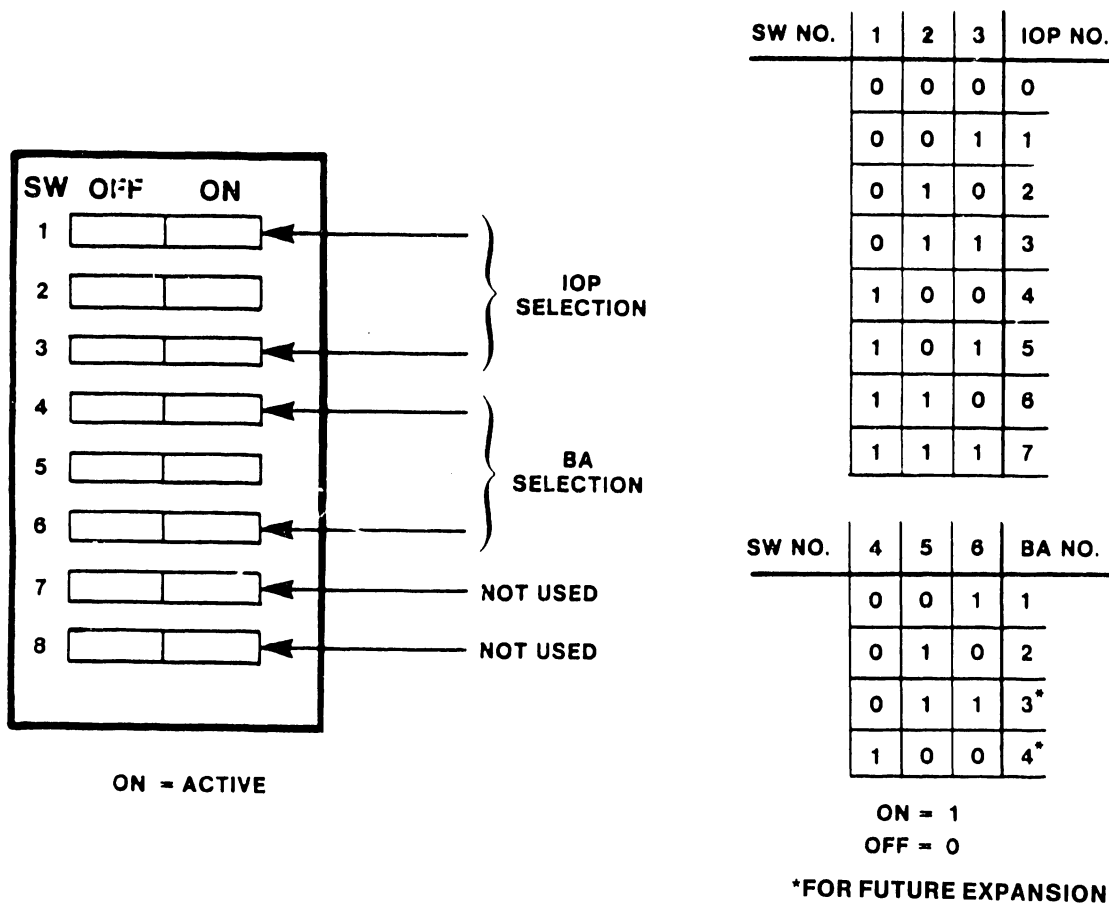 SW OFF ON
1
2
3
4
5
6
7
8
IOP
SELECTION
BA
SELECTION
NOT USED
NOT USED
ON = ACTIVE
SW NO. 1 2 3 IOP NO.
0 0 0 0
0 0 1 1
0 1 0 2
0 1 1 3
1 0 0 4
1 0 1 5
1 1 0 6
1 1 1 7
SW NO. 4 5 6 BA NO.
0 0 1 1
0 1 0 2
0 1 1 3*
1 0 0 4*
ON = 1
OFF = 0
*FOR FUTURE EXPANSION